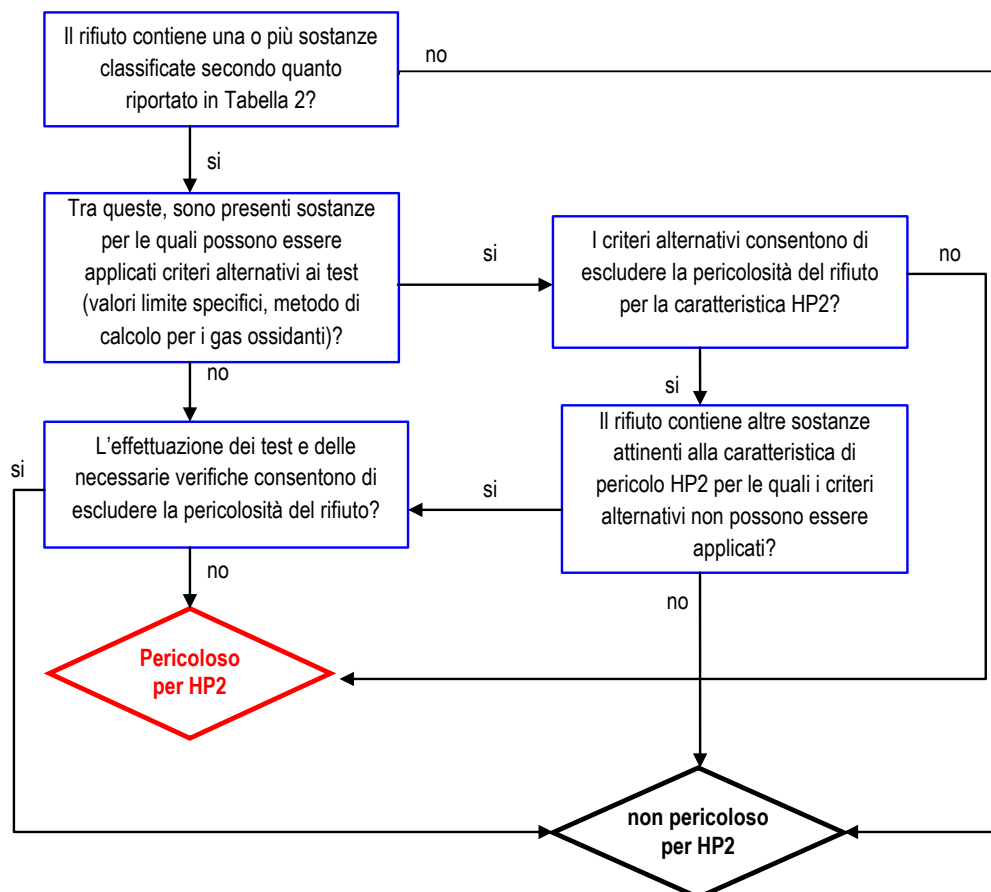 Il rifiuto contiene una o più sostanze
classificate secondo quanto
riportato in Tabella 2?
no
si
Tra queste, sono presenti sostanze
per le quali possono essere
applicati criteri alternativi ai test
(valori limite specifici, metodo di
calcolo per i gas ossidanti)?
si
I criteri alternativi consentono di
escludere la pericolosità del rifiuto
per la caratteristica HP2?
no
no
si
L’effettuazione dei test e delle
necessarie verifiche consentono di
escludere la pericolosità del rifiuto?
si
si
Il rifiuto contiene altre sostanze
attinenti alla caratteristica di
pericolo HP2 per le quali i criteri
alternativi non possono essere
applicati?
no
no
Pericoloso
per HP2
non pericoloso
per HP2